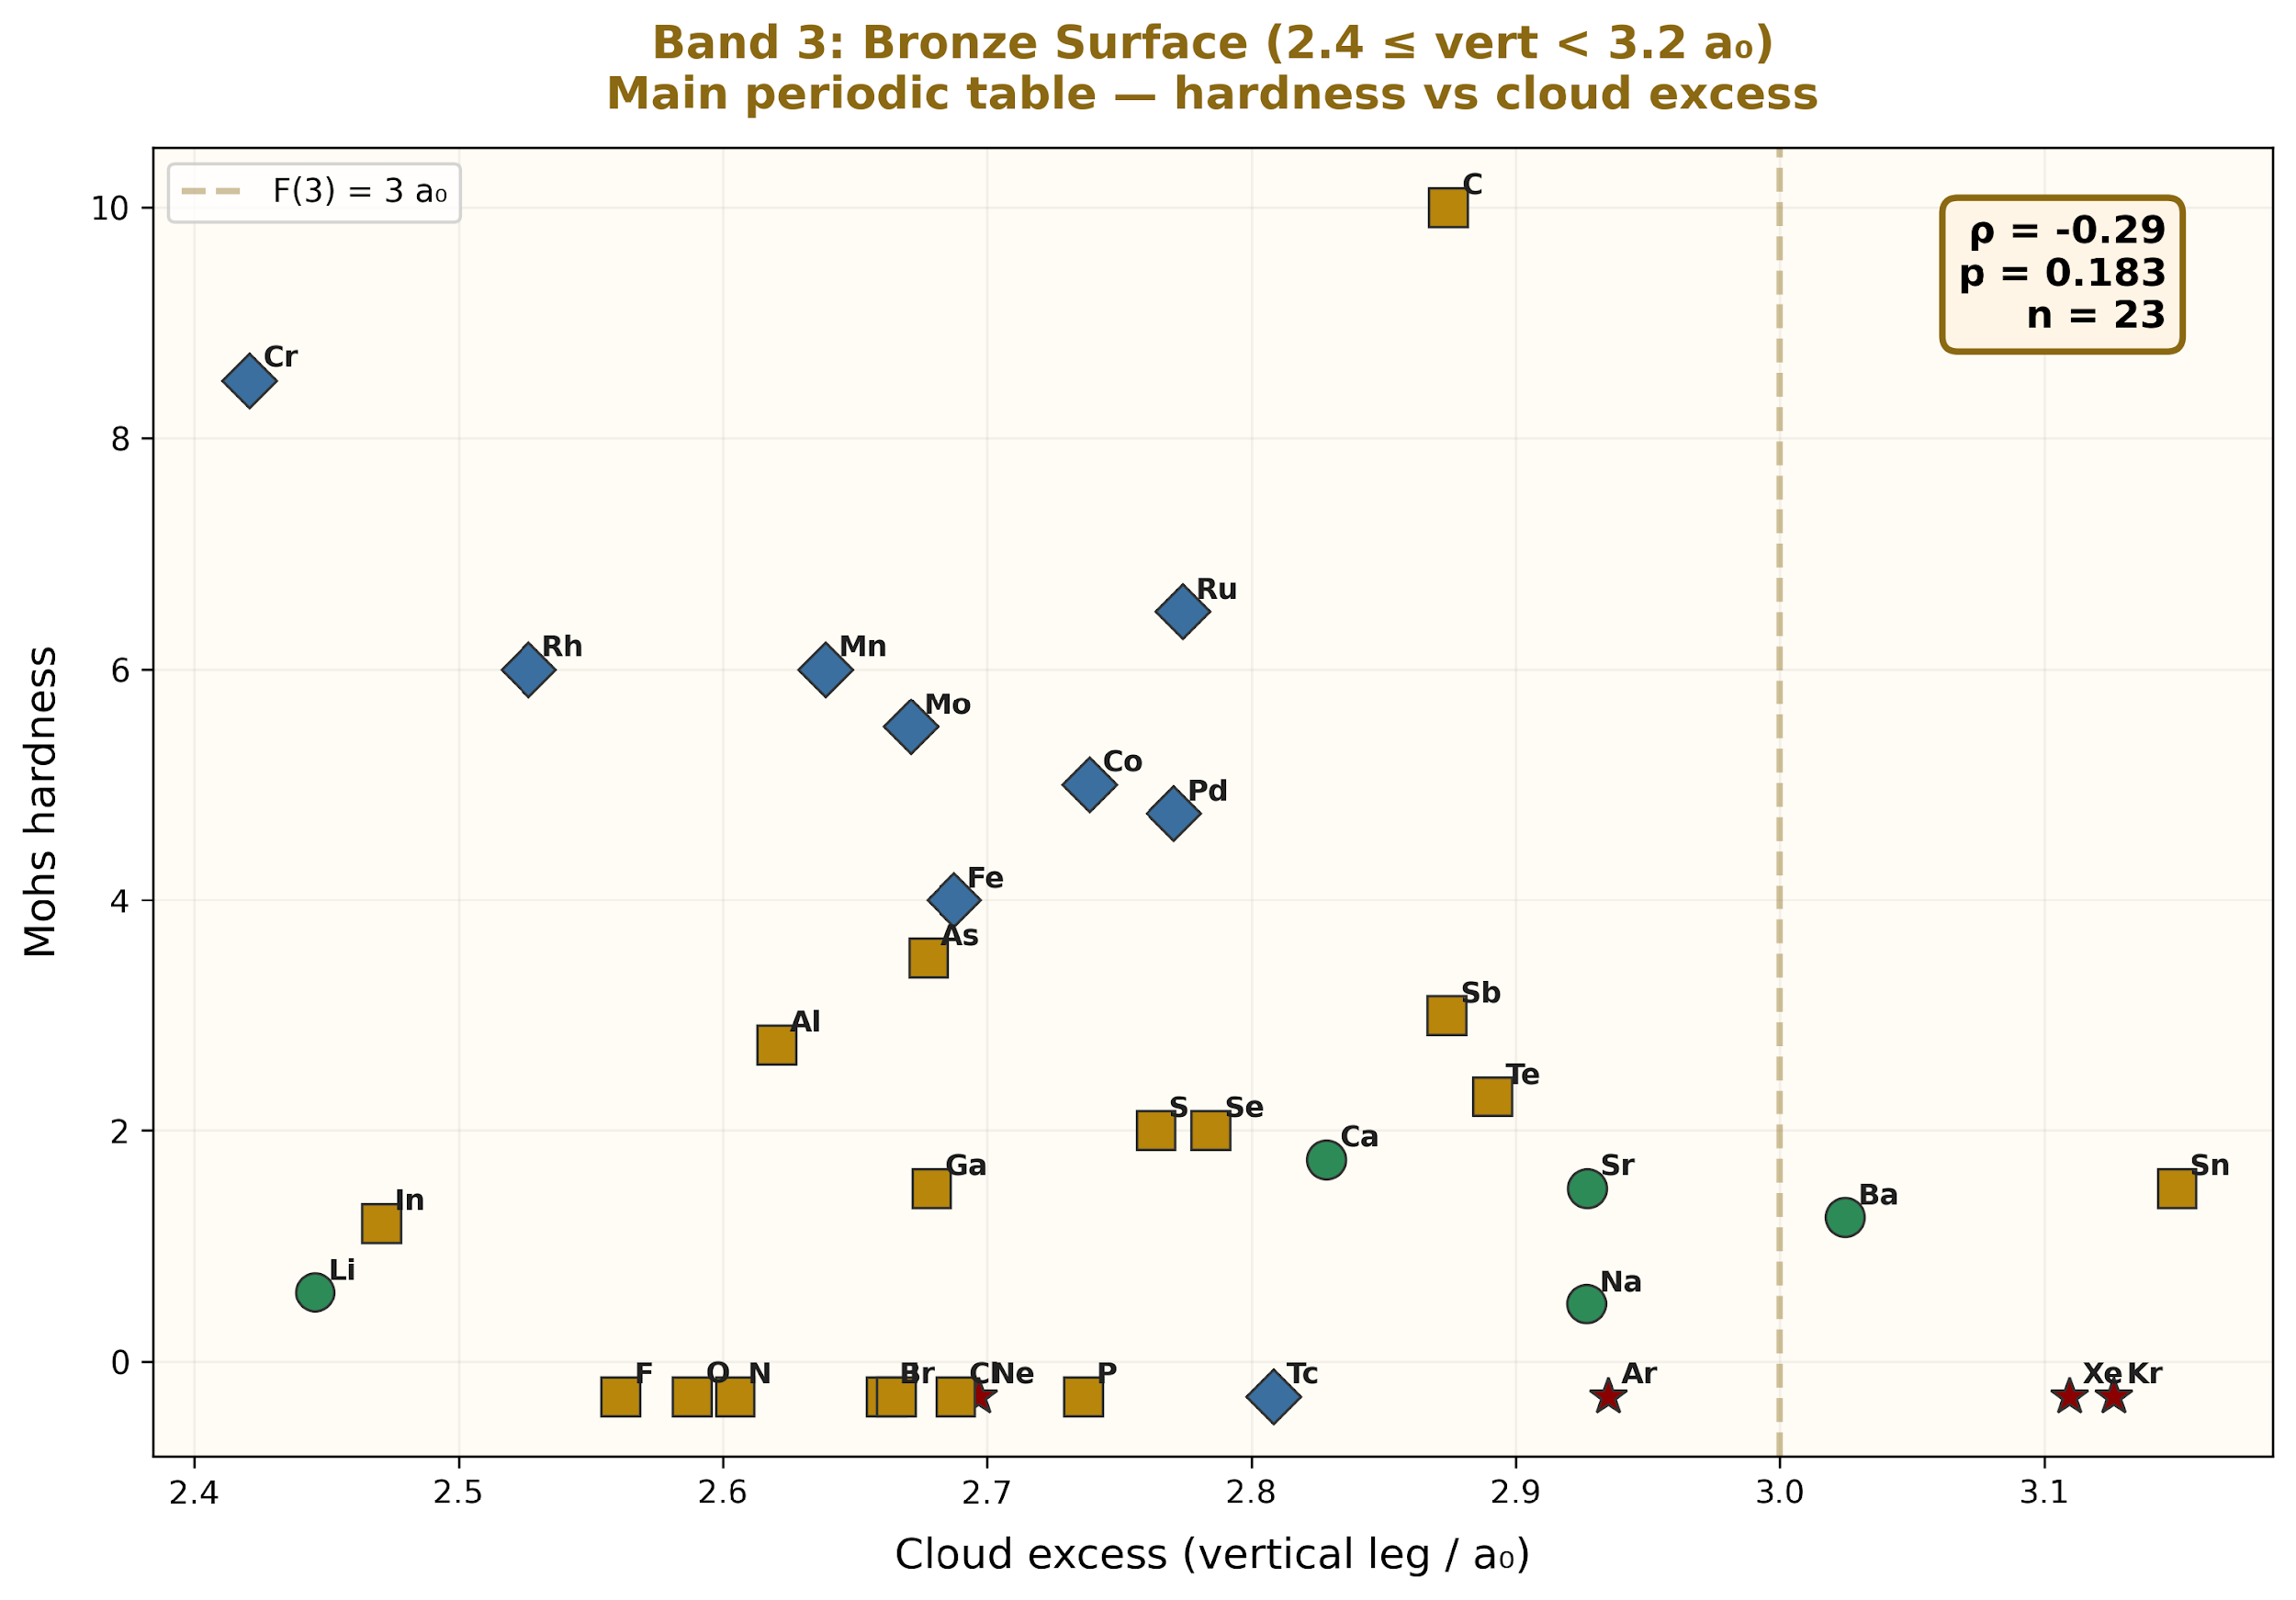 Band 3: Bronze Surface (2.4 ≤ vert < 3.2 a₀)
Main periodic table — hardness vs cloud excess
F(3) = 3 a₀
ρ = -0.29
p = 0.183
n = 23
Mohs hardness
10
8
6
4
2
0
C
Cr
Ru
Rh
Mn
Mo
Co
Pd
Fe
As
Sb
Al
Te
S
Se
Ca
Ga
Sr
Sn
In
Ba
Li
Na
F
O
N
Br
Cl
Ne
P
Tc
Ar
Xe
Kr
2.4
2.5
2.6
2.7
2.8
2.9
3.0
3.1
Cloud excess (vertical leg / a₀)